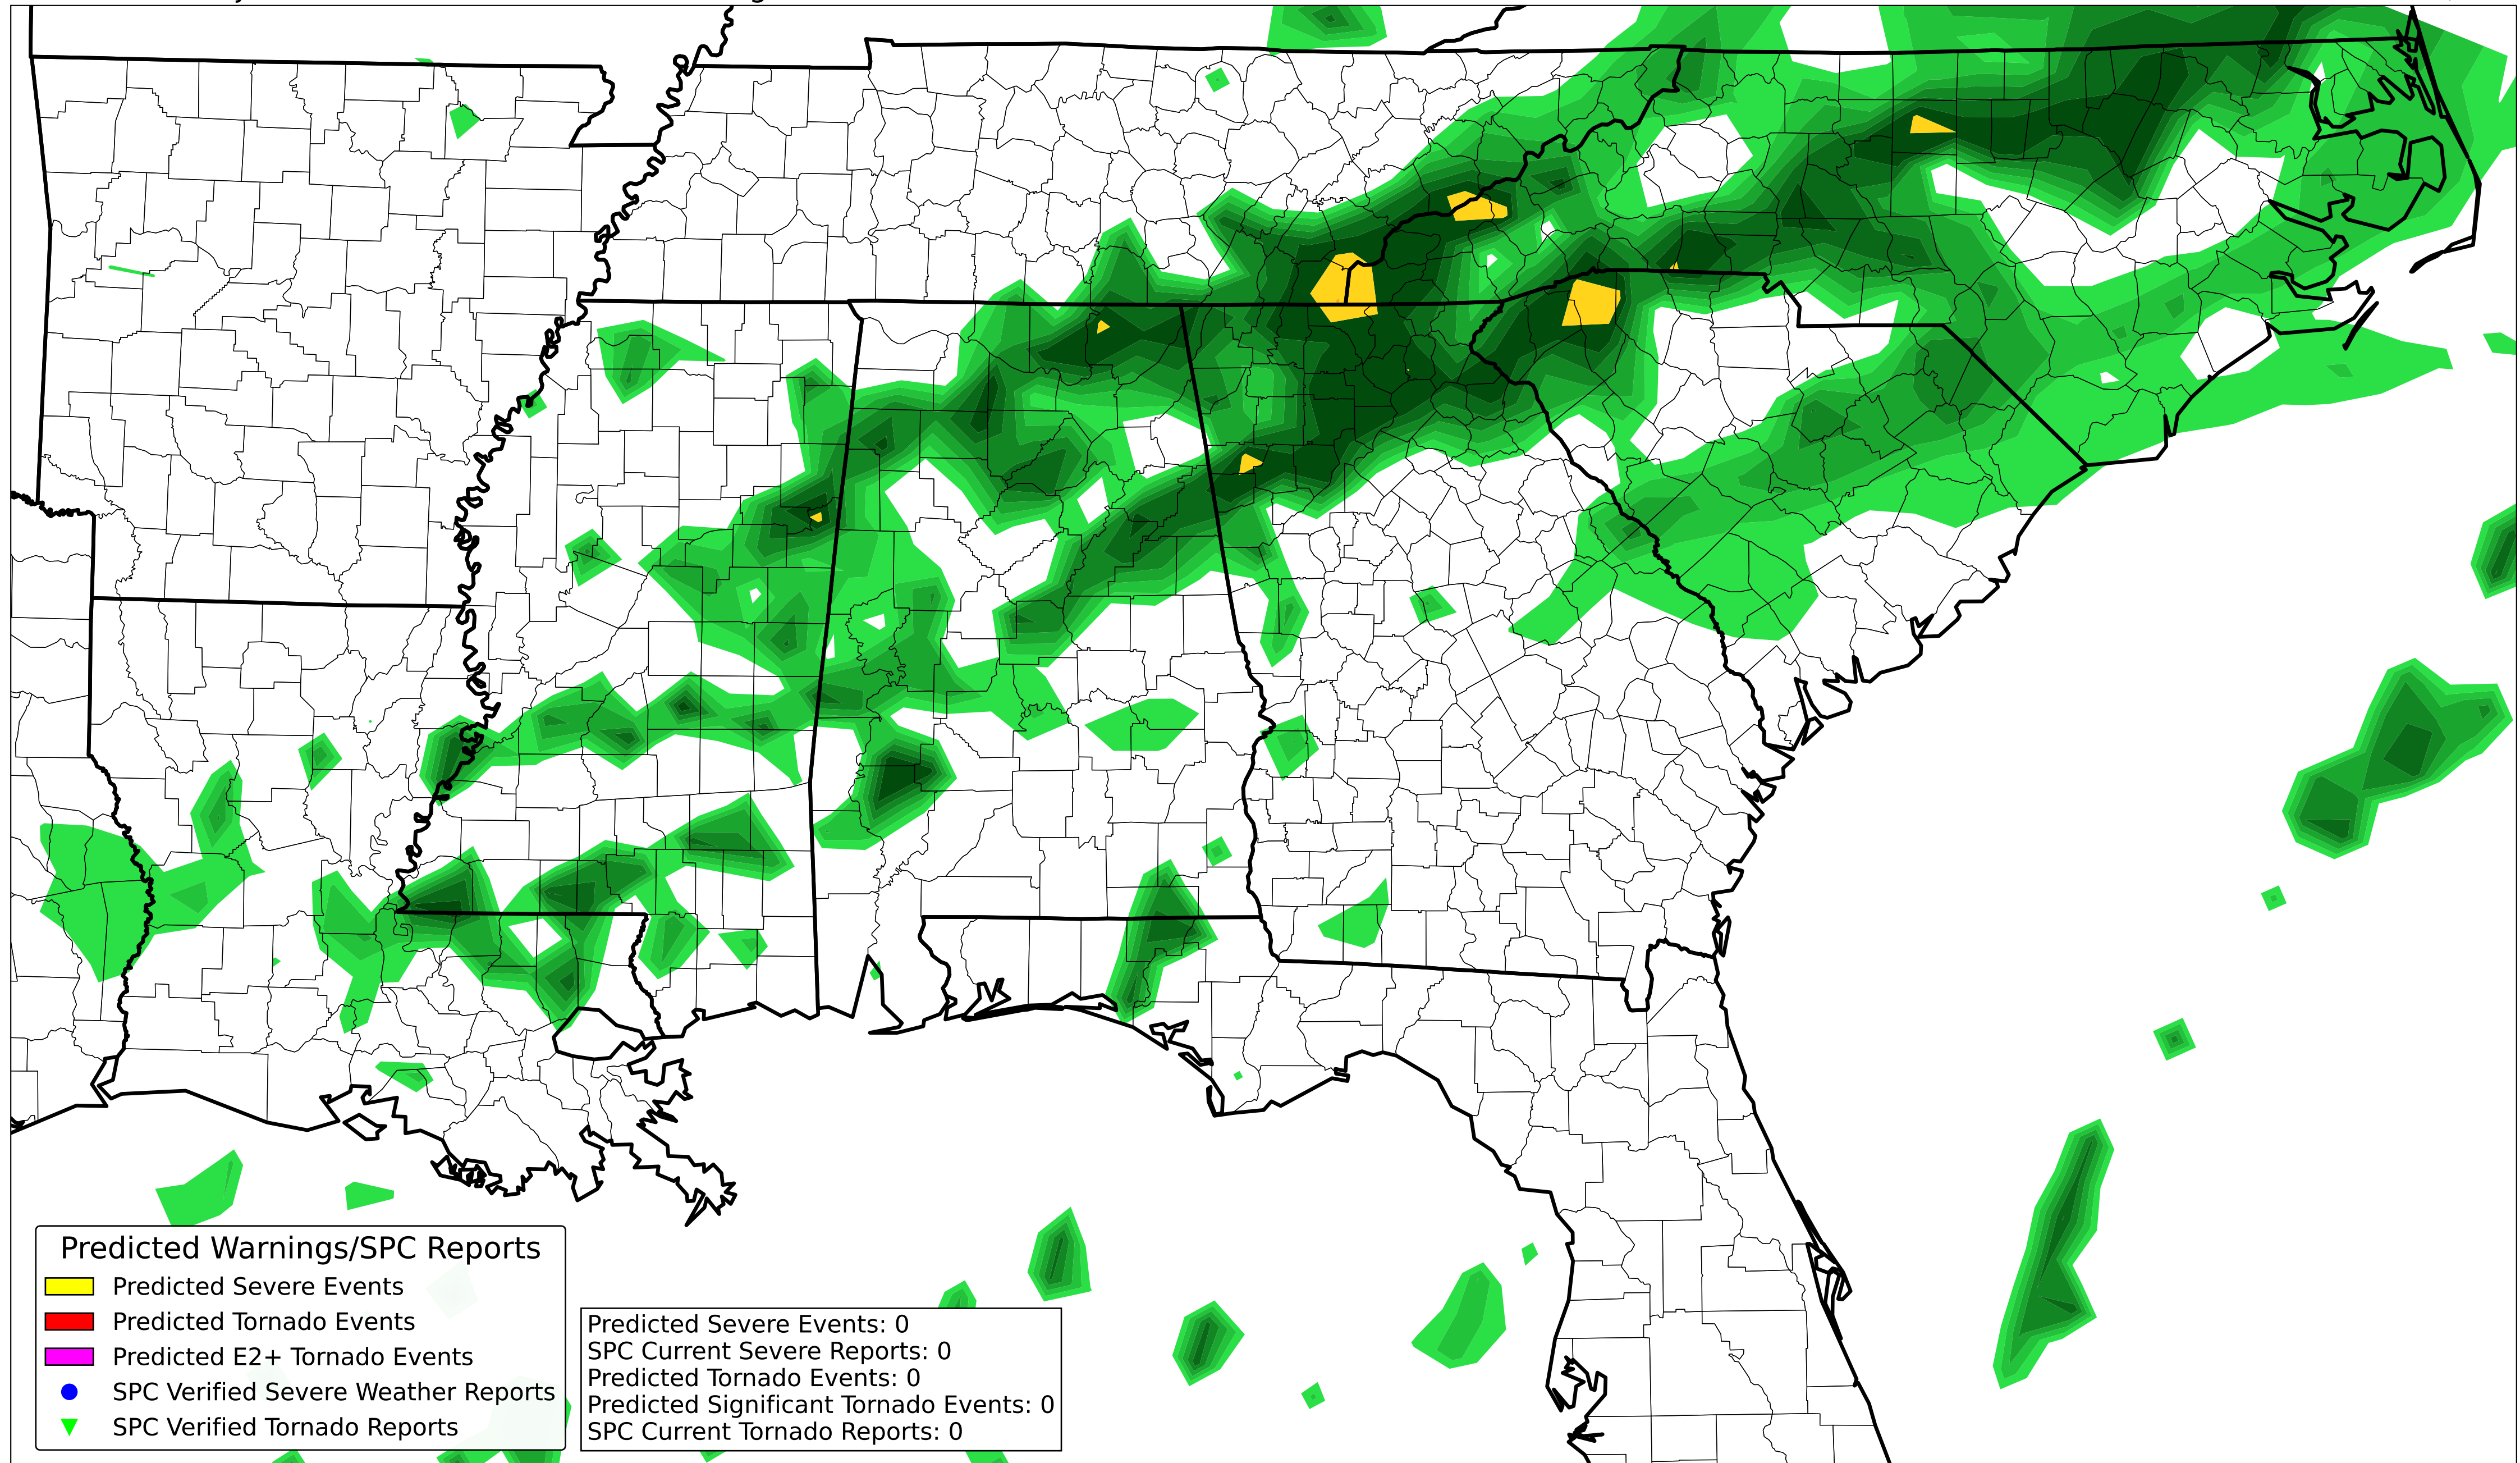 Predicted Warnings/SPC Reports
Predicted Severe Events
Predicted Tornado Events
Predicted E2+ Tornado Events
SPC Verified Severe Weather Reports
SPC Verified Tornado Reports
Predicted Severe Events: 0
SPC Current Severe Reports: 0
Predicted Tornado Events: 0
Predicted Significant Tornado Events: 0
SPC Current Tornado Reports: 0